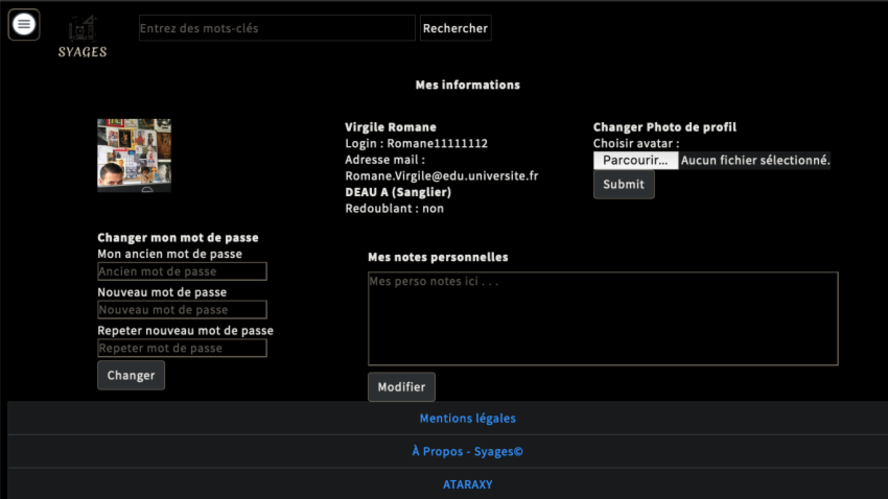 SYAGES
Entrez des mots-clés
Rechercher
Mes informations
Virgile Romane
Login : Romane11111112
Adresse mail :
Romane.Virgile@edu.universite.fr
DEAU A (Sanglier)
Redoublant : non
Changer Photo de profil
Choisir avatar :
Parcourir... Aucun fichier sélectionné.
Submit
Changer mon mot de passe
Mon ancien mot de passe
Ancien mot de passe
Nouveau mot de passe
Nouveau mot de passe
Repeter nouveau mot de passe
Repeter mot de passe
Changer
Mes notes personnelles
Mes perso notes ici . . .
Modifier
Mentions légales
À Propos - Syages©
ATARAXY